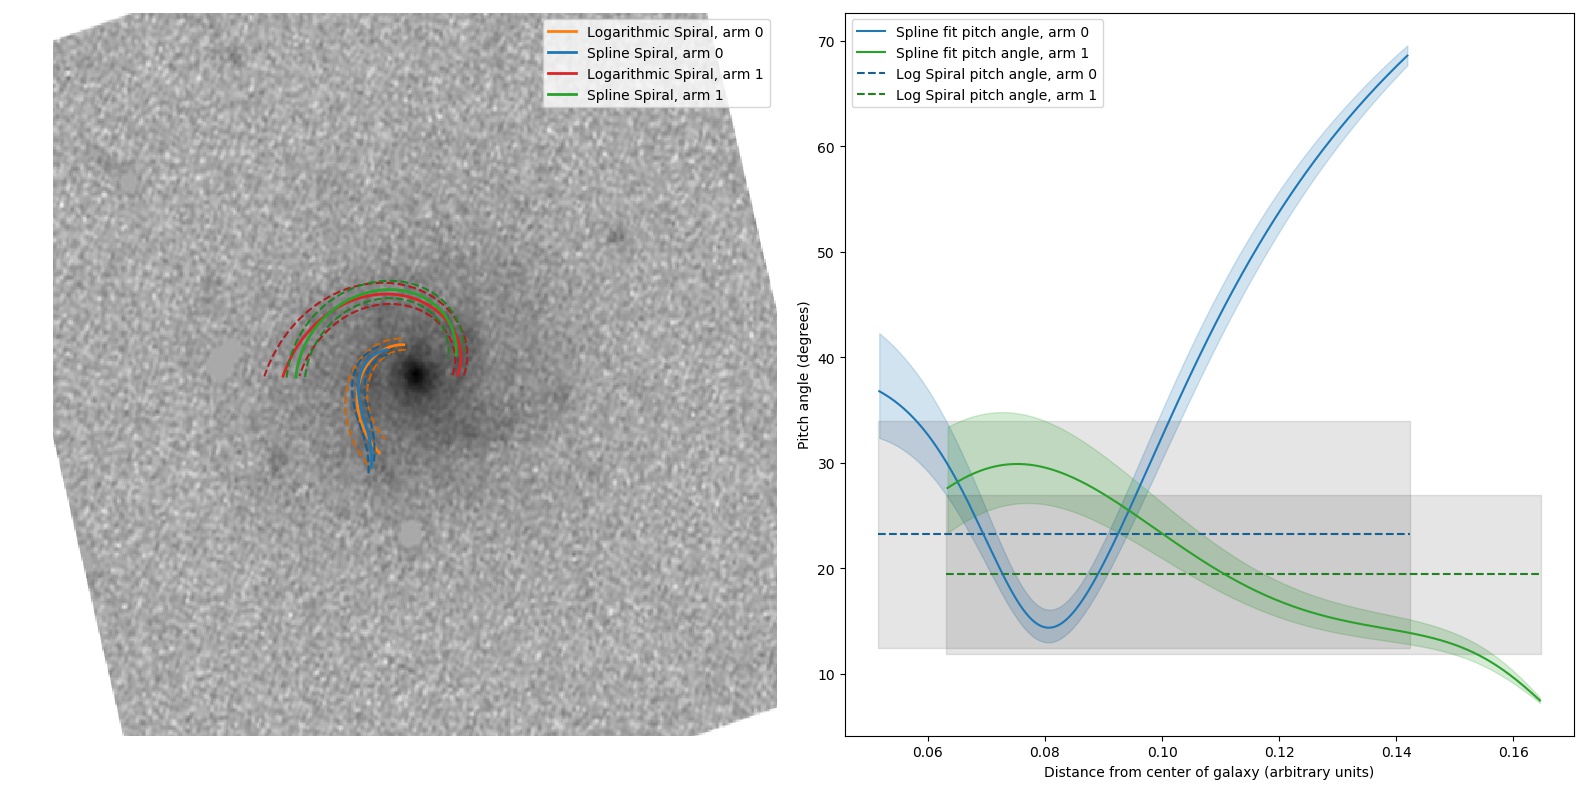 Logarithmic Spiral, arm 0
Spline Spiral, arm 0
Logarithmic Spiral, arm 1
Spline Spiral, arm 1
Spline fit pitch angle, arm 0
Spline fit pitch angle, arm 1
Log Spiral pitch angle, arm 0
Log Spiral pitch angle, arm 1
Pitch angle (degrees)
70
60
50
40
30
20
10
0.06 0.08 0.10 0.12 0.14 0.16
Distance from center of galaxy (arbitrary units)